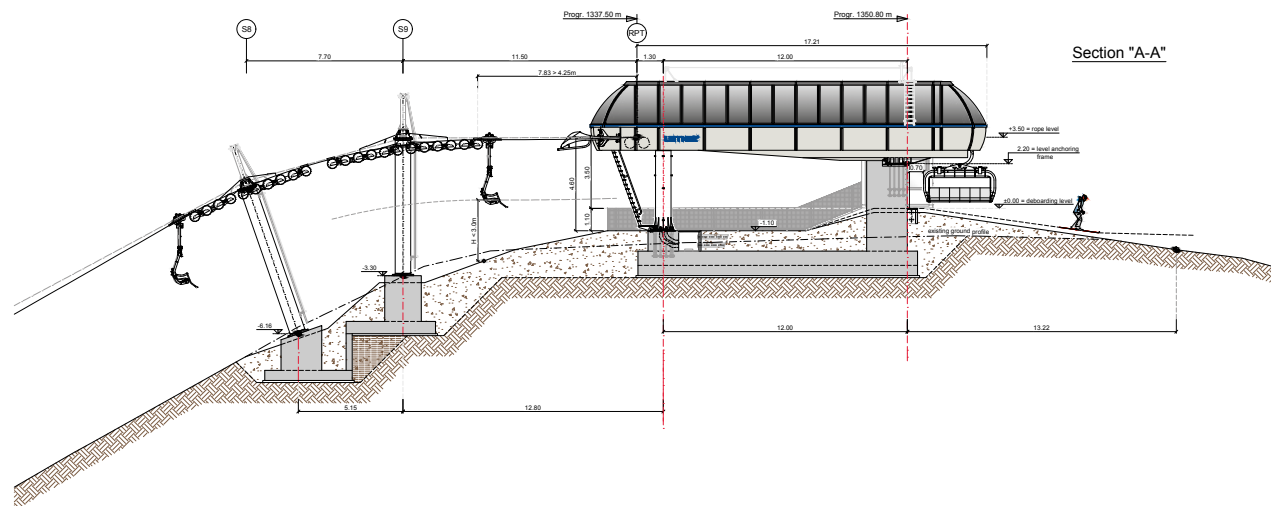 Progr. 1337.50 m
Progr. 1350.80 m
S8
S9
RPT
17.21
Section "A-A"
7.70
11.50
1.30
12.00
7.83 > 4.25m
+3.50 = rope level
LEITNER
2.20 = level anchoring
frame
0.70
3.50
4.60
±0.00 = deboarding level
1.10
-1.10
existing ground profile
H <3.0m
-3.30
-6.16
12.00
13.22
5.15
12.80